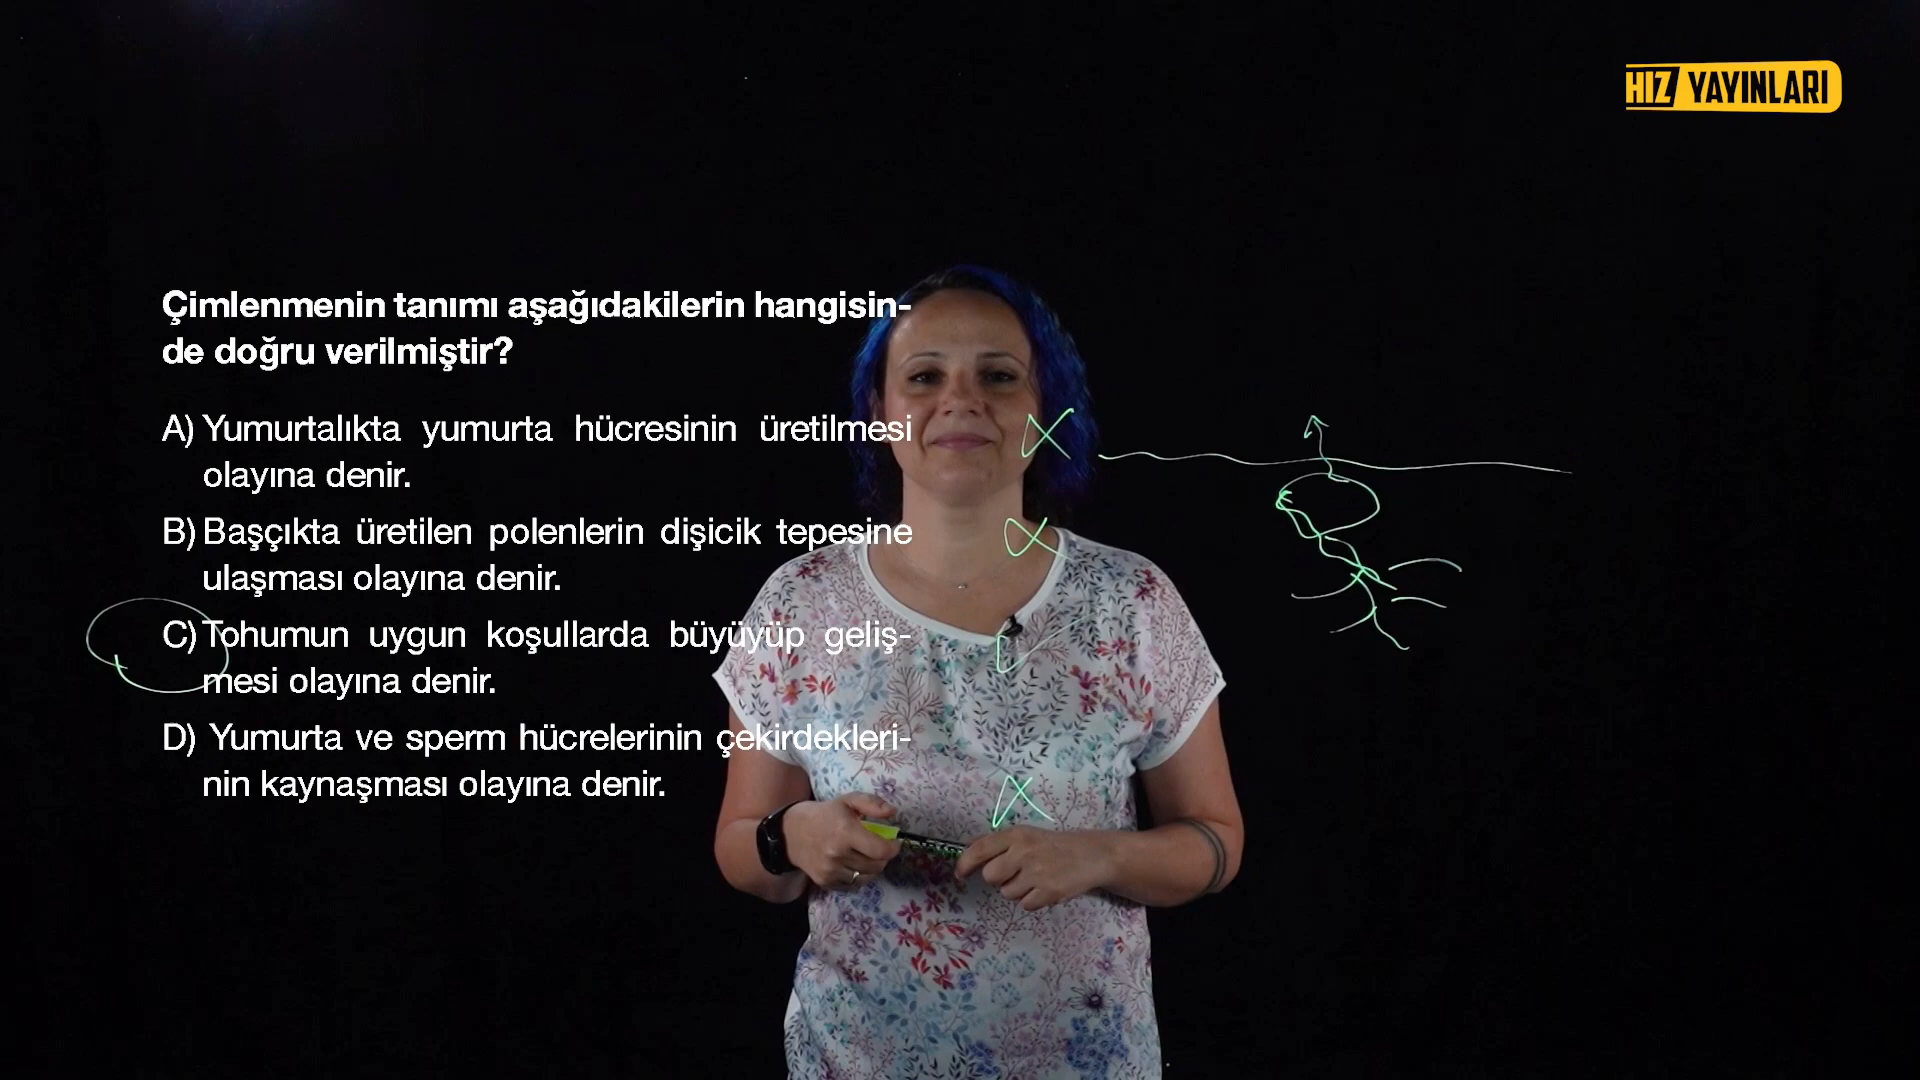 HIZ YAYINLARI
Çimlenmenin tanımı aşağıdakilerin hangisin-
de doğru verilmiştir?
A) Yumurtalıkta yumurta hücresinin üretilmesi
olayına denir.
B) Başçıkta üretilen polenlerin dişicik tepesine
ulaşması olayına denir.
C) Tohumun uygun koşullarda büyüyüp geliş-
mesi olayına denir.
D) Yumurta ve sperm hücrelerinin çekirdekleri-
nin kaynaşması olayına denir.